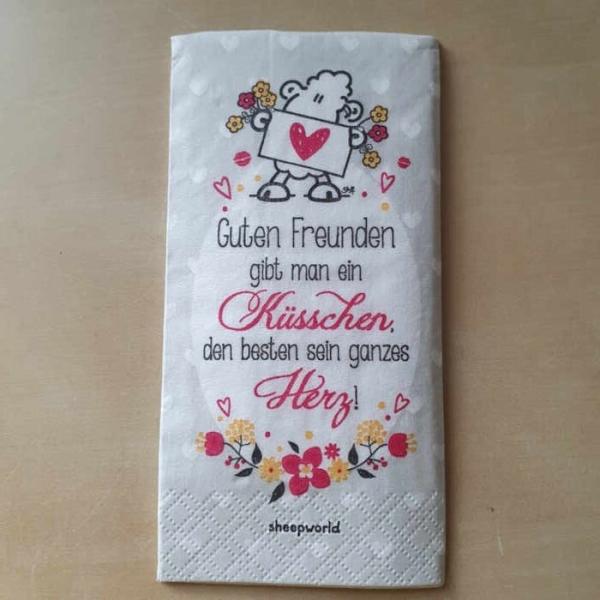 Guten Freunden
gibt man ein
Küsschen,
den besten sein ganzes
Herz!
sheepworld